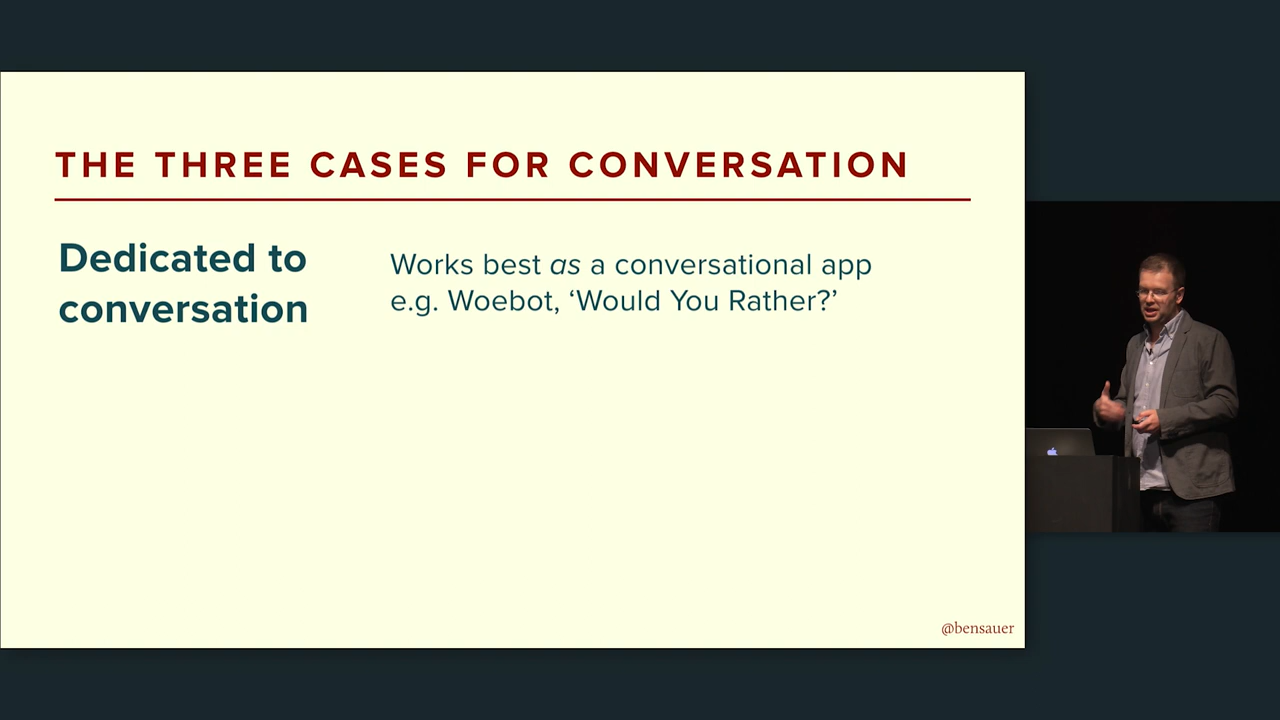 THE THREE CASES FOR CONVERSATION
Dedicated to
conversation
Works best as a conversational app
e.g. Woebot, ‘Would You Rather?’
@bensauer